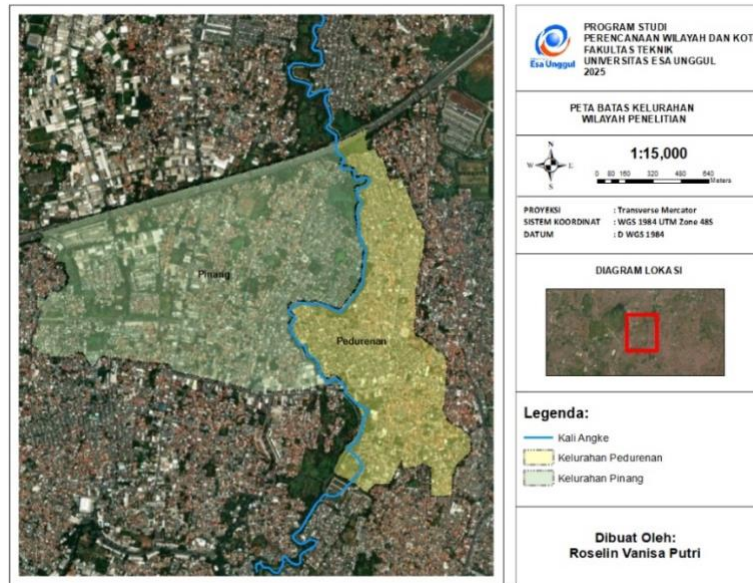 Pinang
Pedurenan
Esa Unggul
PROGRAM STUDI
PERENCANAAN WILAYAH DAN KOTA
FAKULTAS TEKNIK
UNIVERSITAS ESA UNGGUL
2025
PETA BATAS KELURAHAN
WILAYAH PENELITIAN
N
W E
S
1:15,000
0 80 160 320 480 640
Meters
PROYEKSI : Transverse Mercator
SISTEM KOORDINAT : WGS 1984 UTM Zone 48S
DATUM : D WGS 1984
DIAGRAM LOKASI
Legenda:
Kali Angke
Kelurahan Pedurenan
Kelurahan Pinang
Dibuat Oleh:
Roselin Vanisa Putri